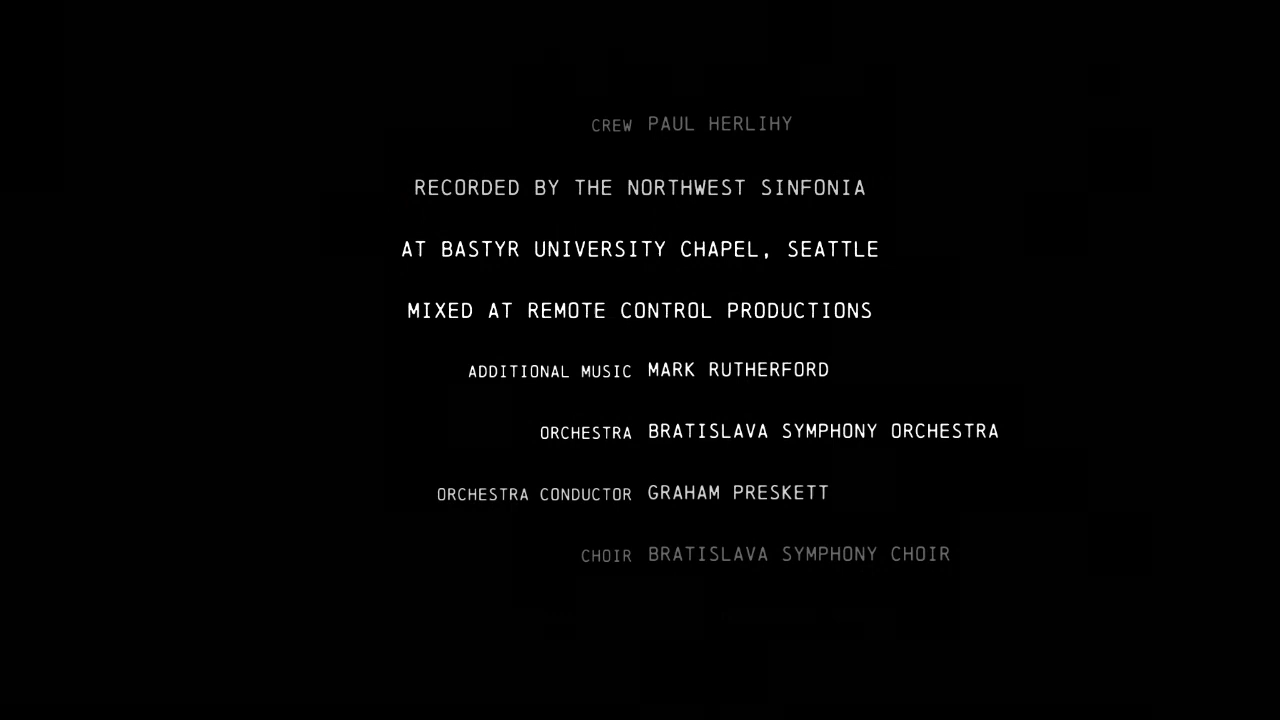 CREW PAUL HERLIHY
RECORDED BY THE NORTHWEST SINFONIA
AT BASTYR UNIVERSITY CHAPEL, SEATTLE
MIXED AT REMOTE CONTROL PRODUCTIONS
ADDITIONAL MUSIC MARK RUTHERFORD
ORCHESTRA BRATISLAVA SYMPHONY ORCHESTRA
ORCHESTRA CONDUCTOR GRAHAM PRESKETT
CHOIR BRATISLAVA SYMPHONY CHOIR